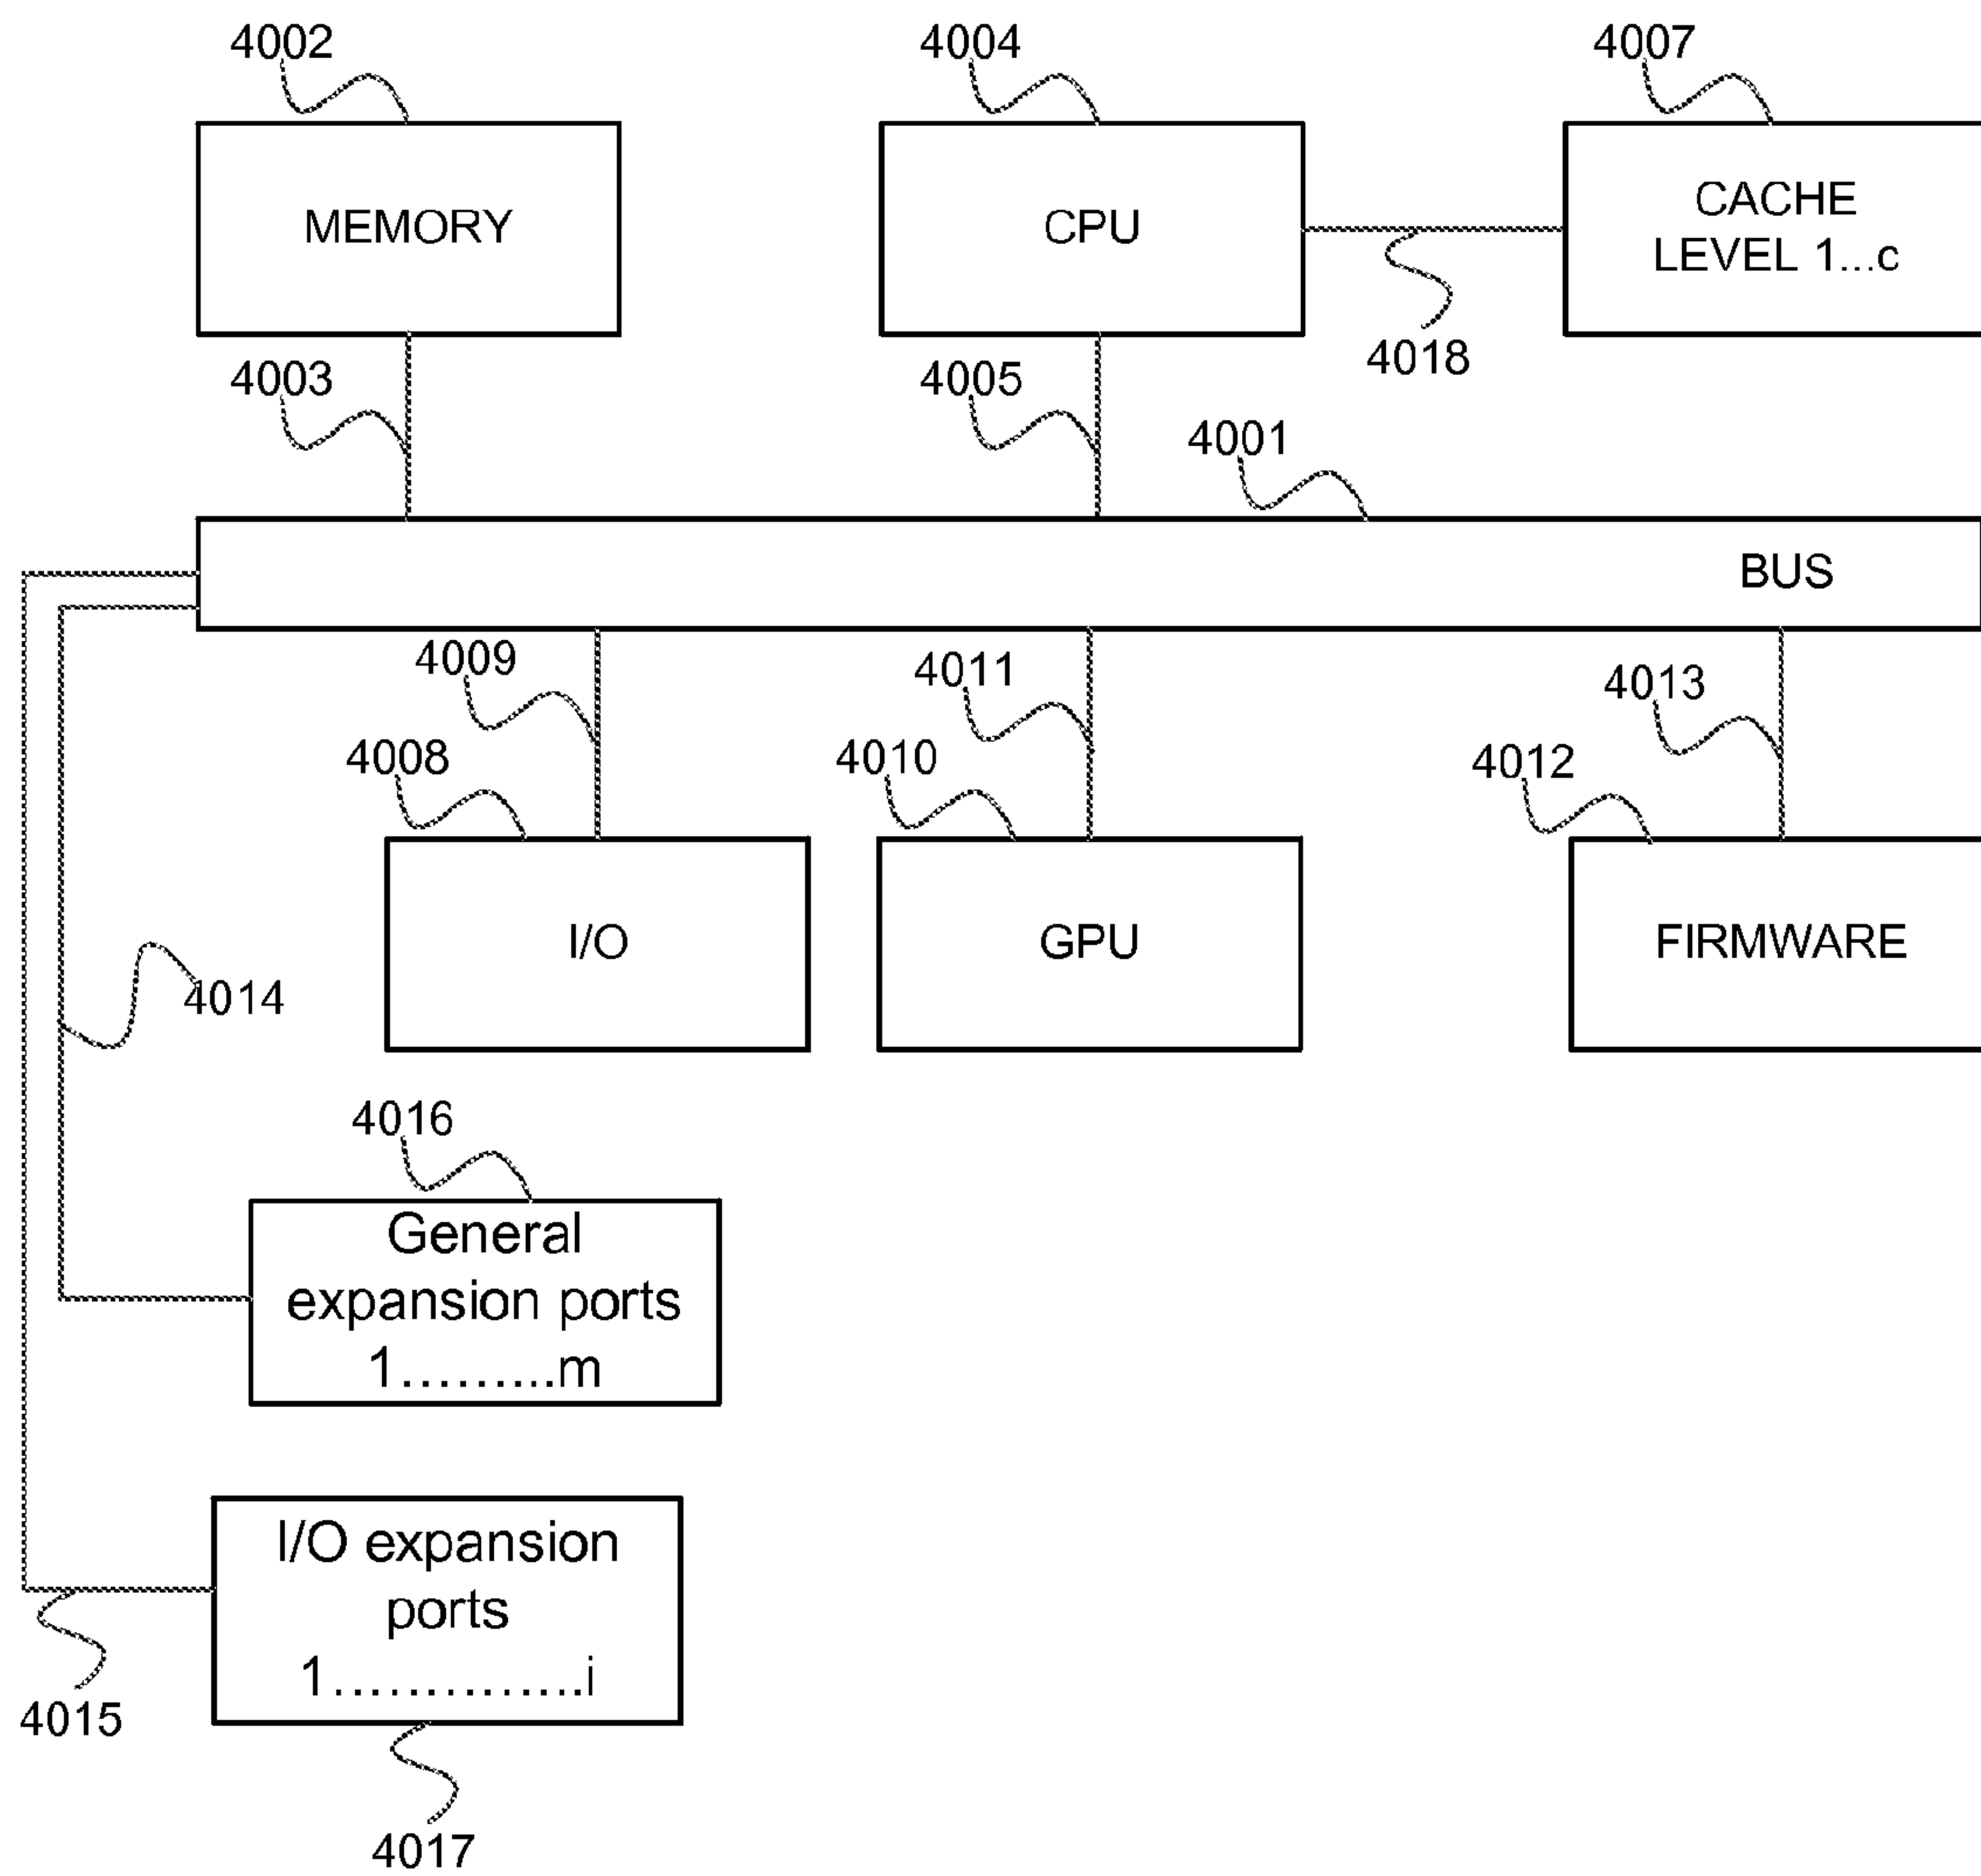 4002
4004
4007
MEMORY
CPU
CACHE
LEVEL 1...c
4018
4003
4005
4001
BUS
4009
4011
4013
4008
4010
4012
I/O
GPU
FIRMWARE
4014
4016
General
expansion ports
1.........m
I/O expansion
ports
1..............i
4015
4017